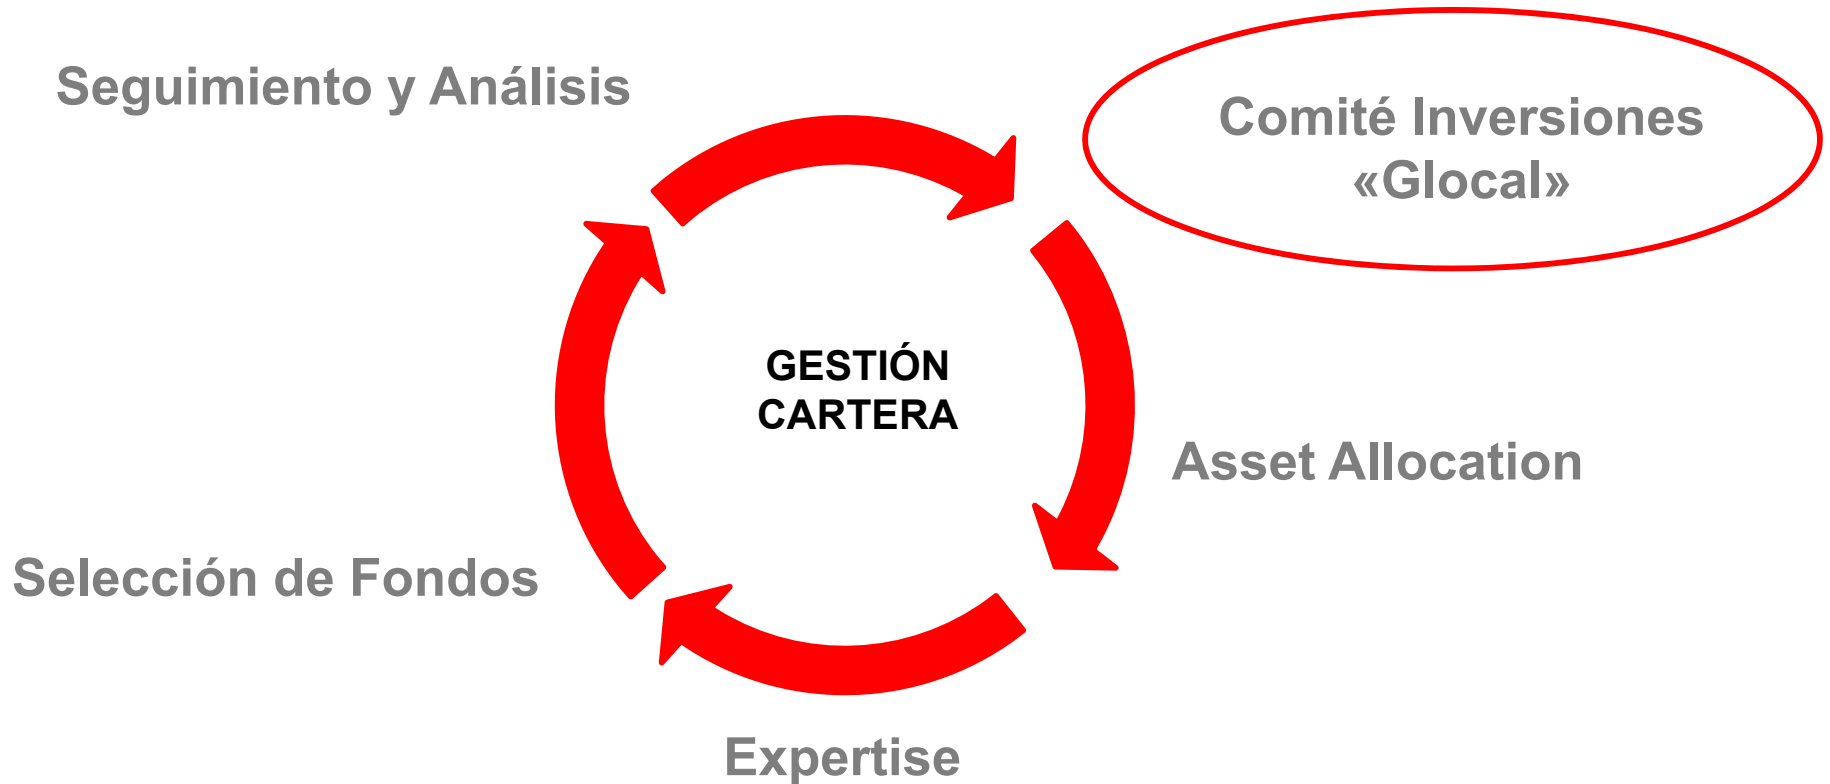 Seguimiento y Análisis
Comité Inversiones
«Glocal»
GESTIÓN
CARTERA
Asset Allocation
Selección de Fondos
Expertise